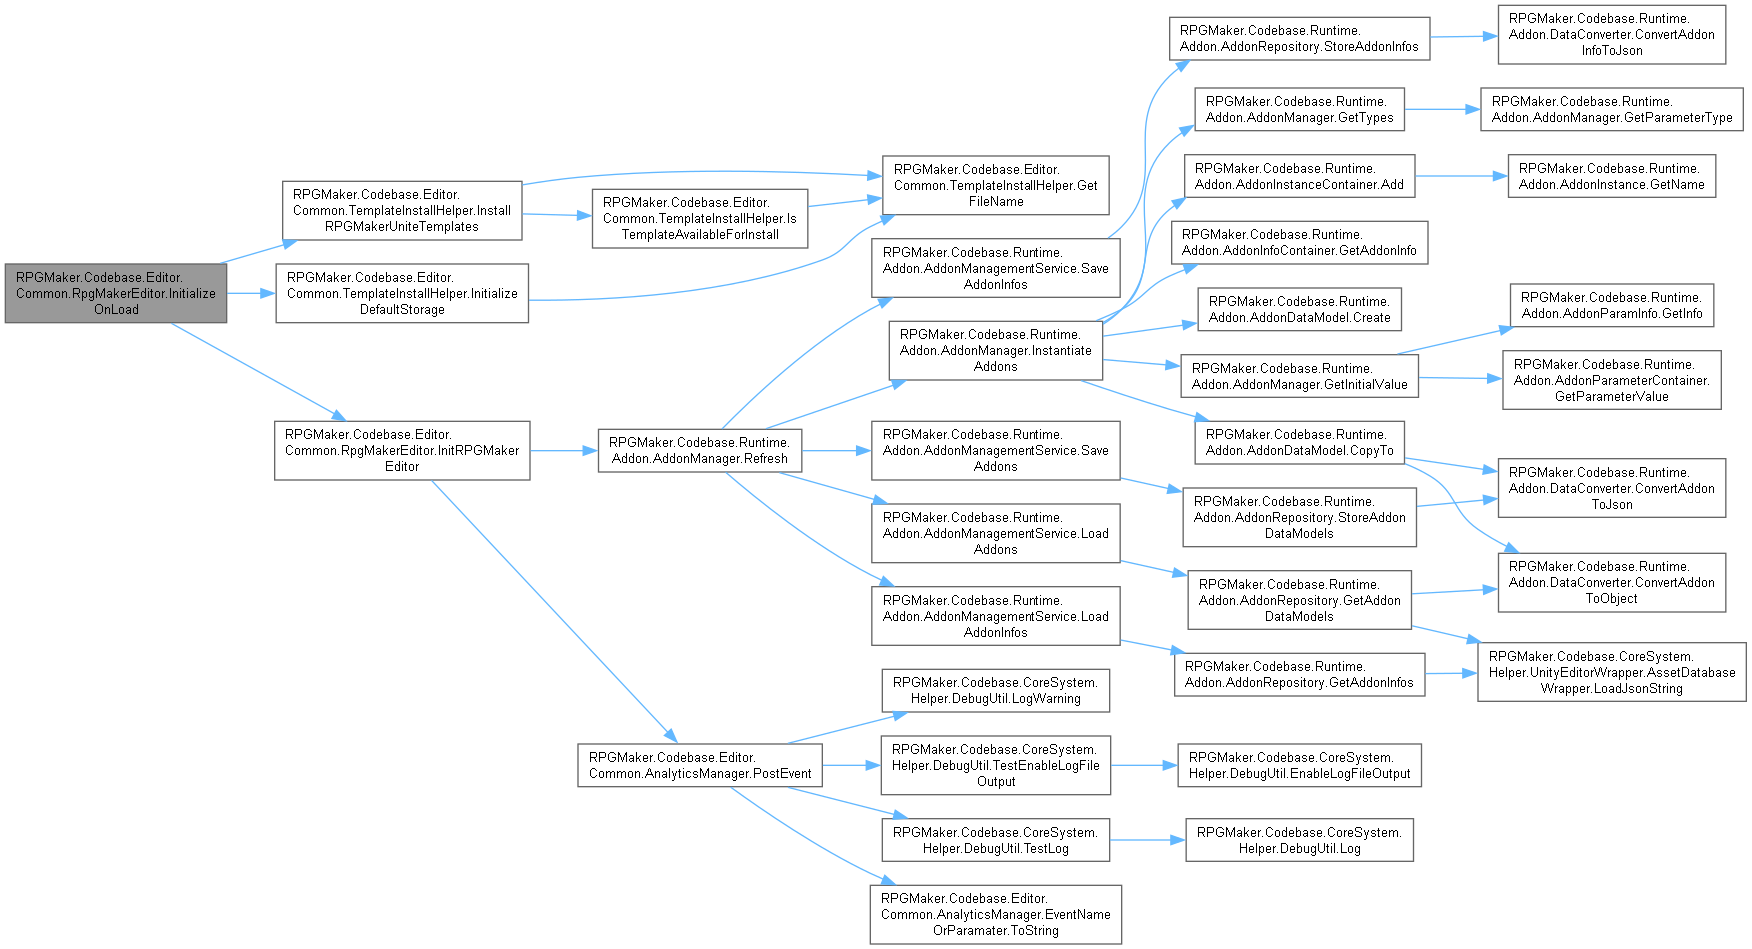 RPGMaker.Codebase.Editor.
Common.RpgMakerEditor.Initialize
OnLoad
RPGMaker.Codebase.Editor.
Common.TemplateInstallHelper.Install
RPGMakerUniteTemplates
RPGMaker.Codebase.Editor.
Common.TemplateInstallHelper.Initialize
DefaultStorage
RPGMaker.Codebase.Editor.
Common.RpgMakerEditor.InitRPGMaker
Editor
RPGMaker.Codebase.Editor.
Common.TemplateInstallHelper.Is
TemplateAvailableForInstall
RPGMaker.Codebase.Runtime.
Addon.AddonManager.Refresh
RPGMaker.Codebase.Editor.
Common.AnalyticsManager.PostEvent
RPGMaker.Codebase.Editor.
Common.TemplateInstallHelper.Get
FileName
RPGMaker.Codebase.Runtime.
Addon.AddonManagementService.Save
AddonInfos
RPGMaker.Codebase.Runtime.
Addon.AddonManager.Instantiate
Addons
RPGMaker.Codebase.Runtime.
Addon.AddonManagementService.Save
Addons
RPGMaker.Codebase.Runtime.
Addon.AddonManagementService.Load
Addons
RPGMaker.Codebase.Runtime.
Addon.AddonManagementService.Load
AddonInfos
RPGMaker.Codebase.CoreSystem.
Helper.DebugUtil.LogWarning
RPGMaker.Codebase.CoreSystem.
Helper.DebugUtil.TestEnableLogFile
Output
RPGMaker.Codebase.CoreSystem.
Helper.DebugUtil.TestLog
RPGMaker.Codebase.Editor.
Common.AnalyticsManager.EventName
OrParamater.ToString
RPGMaker.Codebase.Runtime.
Addon.AddonRepository.StoreAddonInfos
RPGMaker.Codebase.Runtime.
Addon.AddonManager.GetTypes
RPGMaker.Codebase.Runtime.
Addon.AddonInstanceContainer.Add
RPGMaker.Codebase.Runtime.
Addon.AddonInfoContainer.GetAddonInfo
RPGMaker.Codebase.Runtime.
Addon.AddonDataModel.Create
RPGMaker.Codebase.Runtime.
Addon.AddonManager.GetInitialValue
RPGMaker.Codebase.Runtime.
Addon.AddonDataModel.CopyTo
RPGMaker.Codebase.Runtime.
Addon.AddonRepository.StoreAddon
DataModels
RPGMaker.Codebase.Runtime.
Addon.AddonRepository.GetAddon
DataModels
RPGMaker.Codebase.Runtime.
Addon.AddonRepository.GetAddonInfos
RPGMaker.Codebase.CoreSystem.
Helper.DebugUtil.EnableLogFileOutput
RPGMaker.Codebase.CoreSystem.
Helper.DebugUtil.Log
RPGMaker.Codebase.Runtime.
Addon.DataConverter.ConvertAddon
InfoToJson
RPGMaker.Codebase.Runtime.
Addon.AddonManager.GetParameterType
RPGMaker.Codebase.Runtime.
Addon.AddonInstance.GetName
RPGMaker.Codebase.Runtime.
Addon.AddonParamInfo.GetInfo
RPGMaker.Codebase.Runtime.
Addon.AddonParameterContainer.
GetParameterValue
RPGMaker.Codebase.Runtime.
Addon.DataConverter.ConvertAddon
ToJson
RPGMaker.Codebase.Runtime.
Addon.DataConverter.ConvertAddon
ToObject
RPGMaker.Codebase.CoreSystem.
Helper.UnityEditorWrapper.AssetDatabase
Wrapper.LoadJsonString